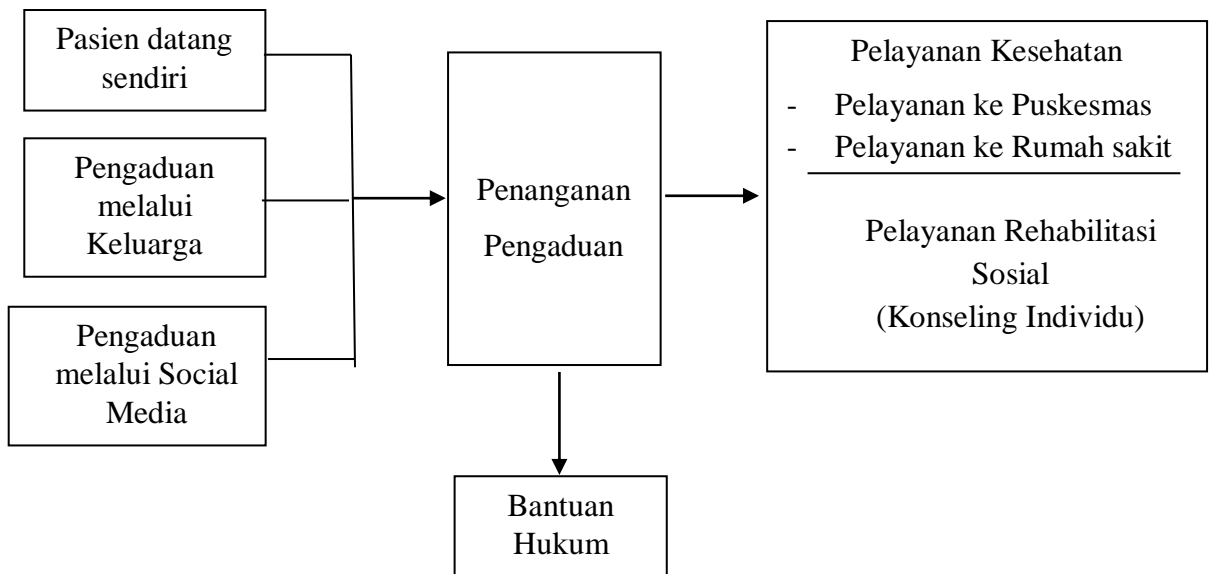 Pasien datang
sendiri
Pengaduan
melalui
Keluarga
Pengaduan
melalui Social
Media
Penanganan
Pengaduan
Bantuan
Hukum
Pelayanan Kesehatan
- Pelayanan ke Puskesmas
- Pelayanan ke Rumah sakit
Pelayanan Rehabilitasi
Sosial
(Konseling Individu)